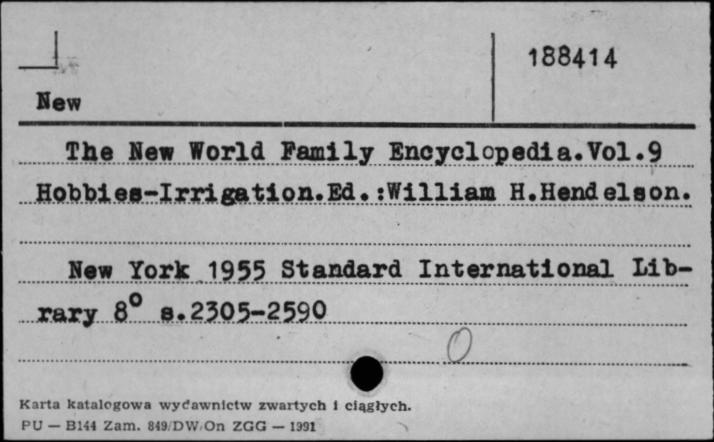 188414
New
The New World Family Encyclopedia.Vol.9
Hobbies-Irrigation.Ed.:William H.Hendelson.
New York 1955 Standard International Lib-
rary 8° s.2305-2590
0
Karta katalogowa wydawnictw zwartych i ciągłych.
PU — B144 Zam. 849/DW/On ZGG — 1991